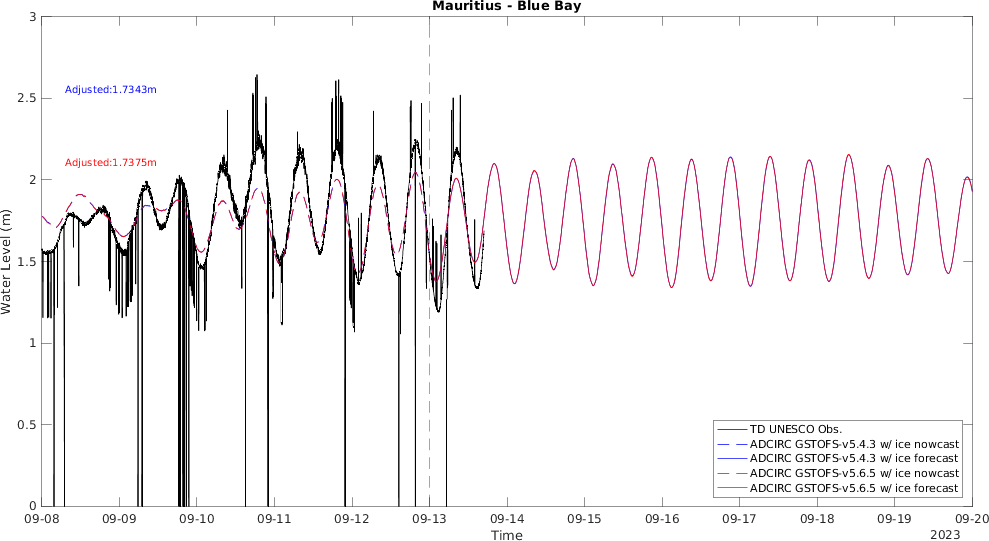 Mauritius - Blue Bay
3
2.5
2
1.5
1
0.5
0
Water Level (m)
Adjusted:1.7343m
Adjusted:1.7375m
TD UNESCO Obs.
ADCIRC GSTOFS-v5.4.3 w/ ice nowcast
ADCIRC GSTOFS-v5.4.3 w/ ice forecast
ADCIRC GSTOFS-v5.6.5 w/ ice nowcast
ADCIRC GSTOFS-v5.6.5 w/ ice forecast
09-08 09-09 09-10 09-11 09-12 09-13 09-14 09-15 09-16 09-17 09-18 09-19 09-20
Time
2023